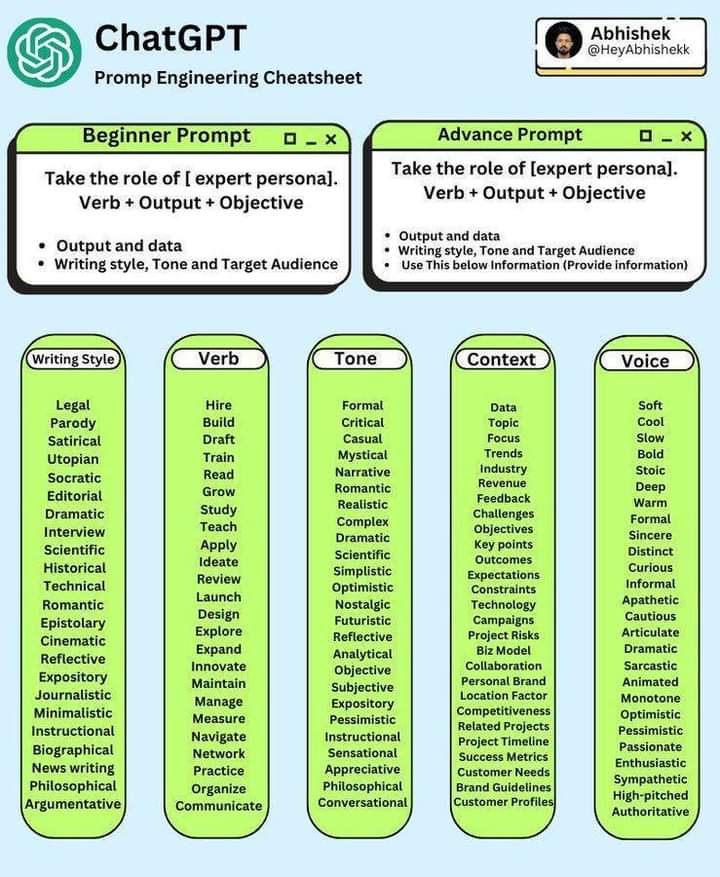 ChatGPT
Promp Engineering Cheatsheet
Abhishek
@HeyAbhishekk
Beginner Prompt
Take the role of [ expert persona].
Verb + Output + Objective
• Output and data
• Writing style, Tone and Target Audience
Advance Prompt
Take the role of [expert persona].
Verb + Output + Objective
• Output and data
• Writing style, Tone and Target Audience
• Use This below Information (Provide information)
Writing Style
Legal
Parody
Satirical
Utopian
Socratic
Editorial
Dramatic
Interview
Scientific
Historical
Technical
Romantic
Epistolary
Cinematic
Reflective
Expository
Journalistic
Minimalistic
Instructional
Biographical
News writing
Philosophical
Argumentative
Verb
Hire
Build
Draft
Train
Read
Grow
Study
Teach
Apply
Ideate
Review
Launch
Design
Explore
Expand
Innovate
Maintain
Manage
Measure
Navigate
Network
Practice
Organize
Communicate
Tone
Formal
Critical
Casual
Mystical
Narrative
Romantic
Realistic
Complex
Dramatic
Scientific
Simplistic
Optimistic
Nostalgic
Futuristic
Reflective
Analytical
Objective
Subjective
Expository
Pessimistic
Instructional
Sensational
Appreciative
Philosophical
Conversational
Context
Data
Topic
Focus
Trends
Industry
Revenue
Feedback
Challenges
Objectives
Key points
Outcomes
Expectations
Constraints
Technology
Campaigns
Project Risks
Biz Model
Collaboration
Personal Brand
Location Factor
Competitiveness
Related Projects
Project Timeline
Success Metrics
Customer Needs
Brand Guidelines
Customer Profiles
Voice
Soft
Cool
Slow
Bold
Stoic
Deep
Warm
Formal
Sincere
Distinct
Curious
Informal
Apathetic
Cautious
Articulate
Dramatic
Sarcastic
Animated
Monotone
Optimistic
Pessimistic
Passionate
Enthusiastic
Sympathetic
High-pitched
Authoritative